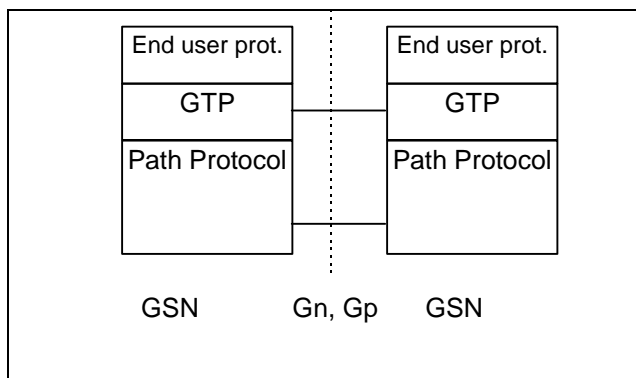 End user prot.
End user prot.
GTP
GTP
Path Protocol
Path Protocol
GSN
Gn, Gp
GSN